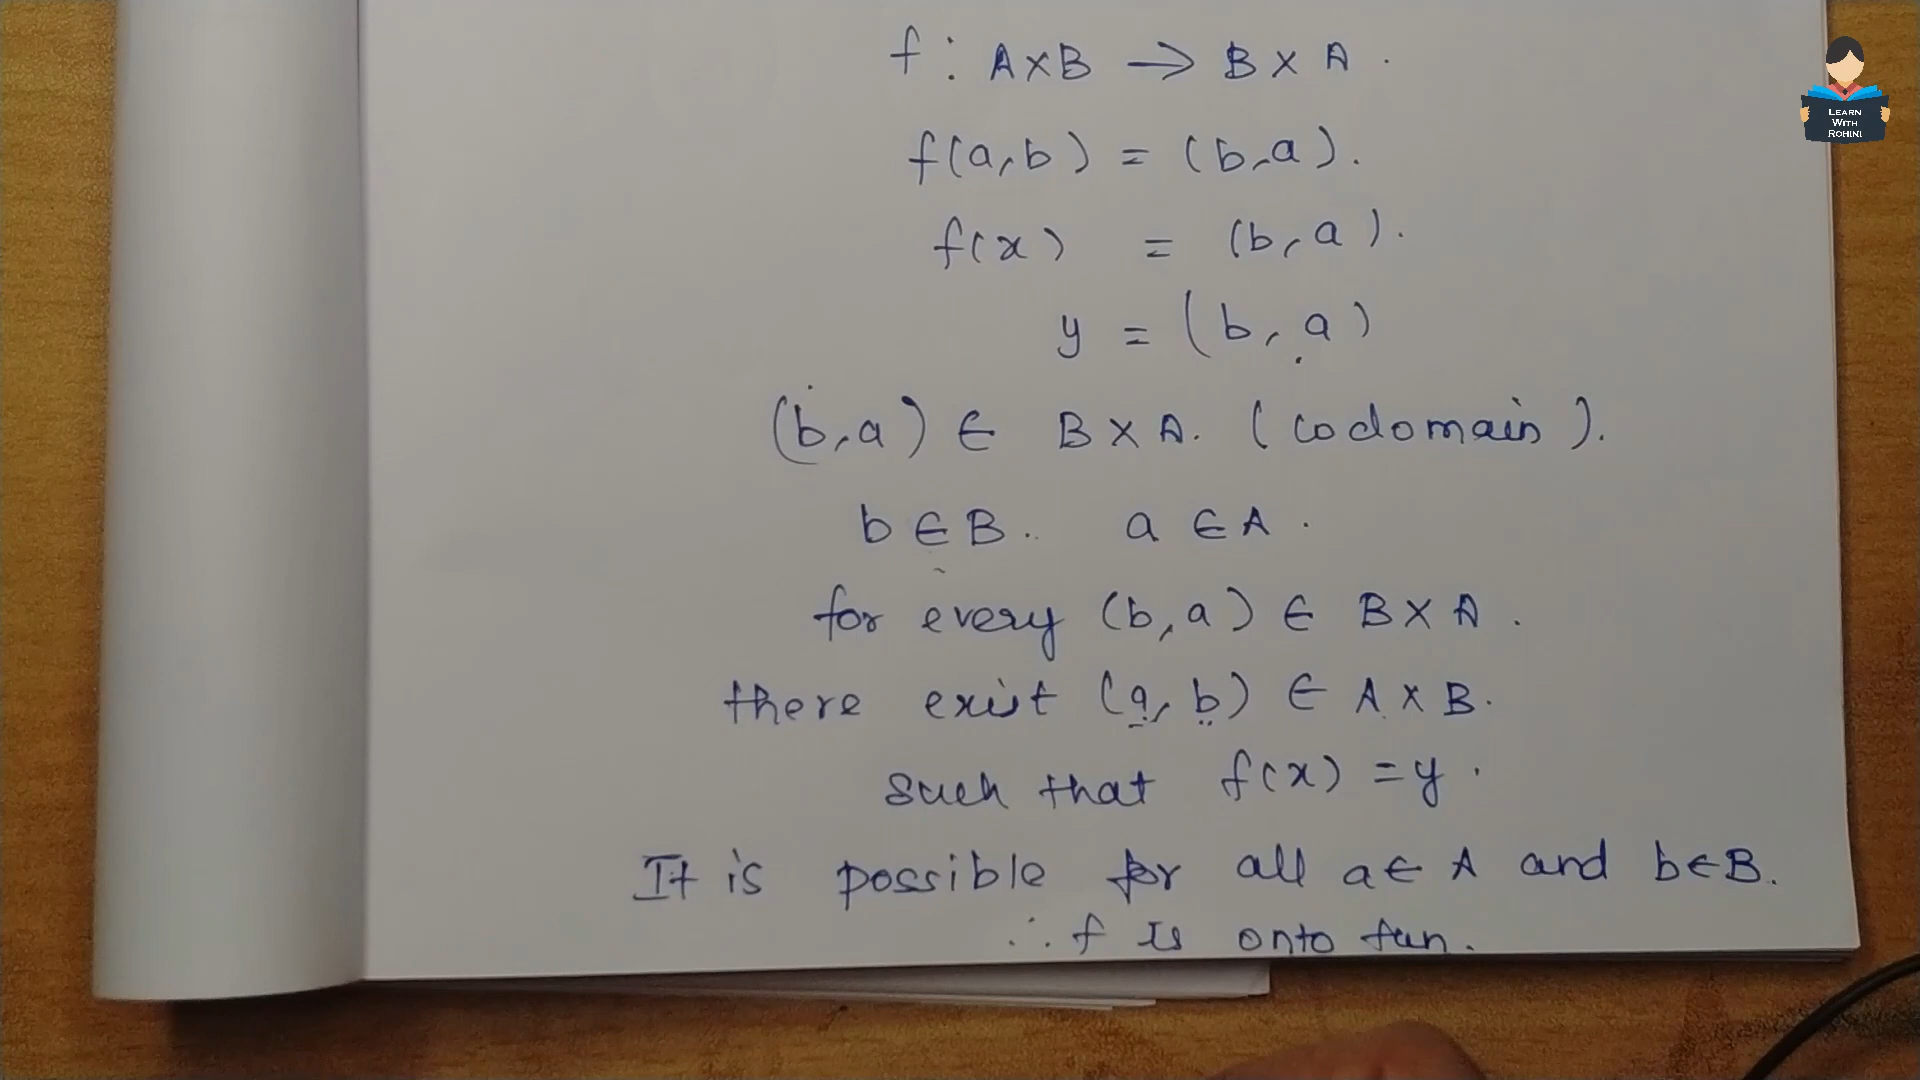 f : A×B → B × A .
f(a,b) = (b,a).
f(x) = (b,a).
y = (b, a)
(b,a) ∈ B × A. (codomain).
b ∈ B. a ∈ A .
for every (b,a) ∈ B × A .
there exist (a, b) ∈ A × B.
such that f(x) = y .
It is possible for all a ∈ A and b ∈ B.
∴ f is onto fun.
LEARN
WITH
ROHINI